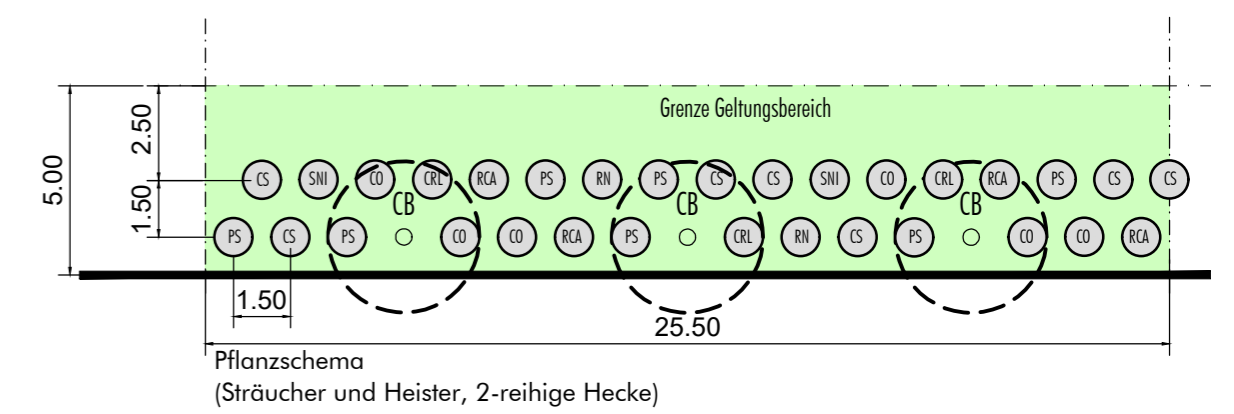 Grenze Geltungsbereich
5.00
2.50
1.50
CS SNI CO CRL RCA PS RN PS CS CS SNI CO CRL RCA PS CS CS
CB CB CB
PS CS PS CO CO RCA PS CRL RN CS PS CO CO RCA
1.50
25.50
Pflanzschema
(Sträucher und Heister, 2-reihige Hecke)